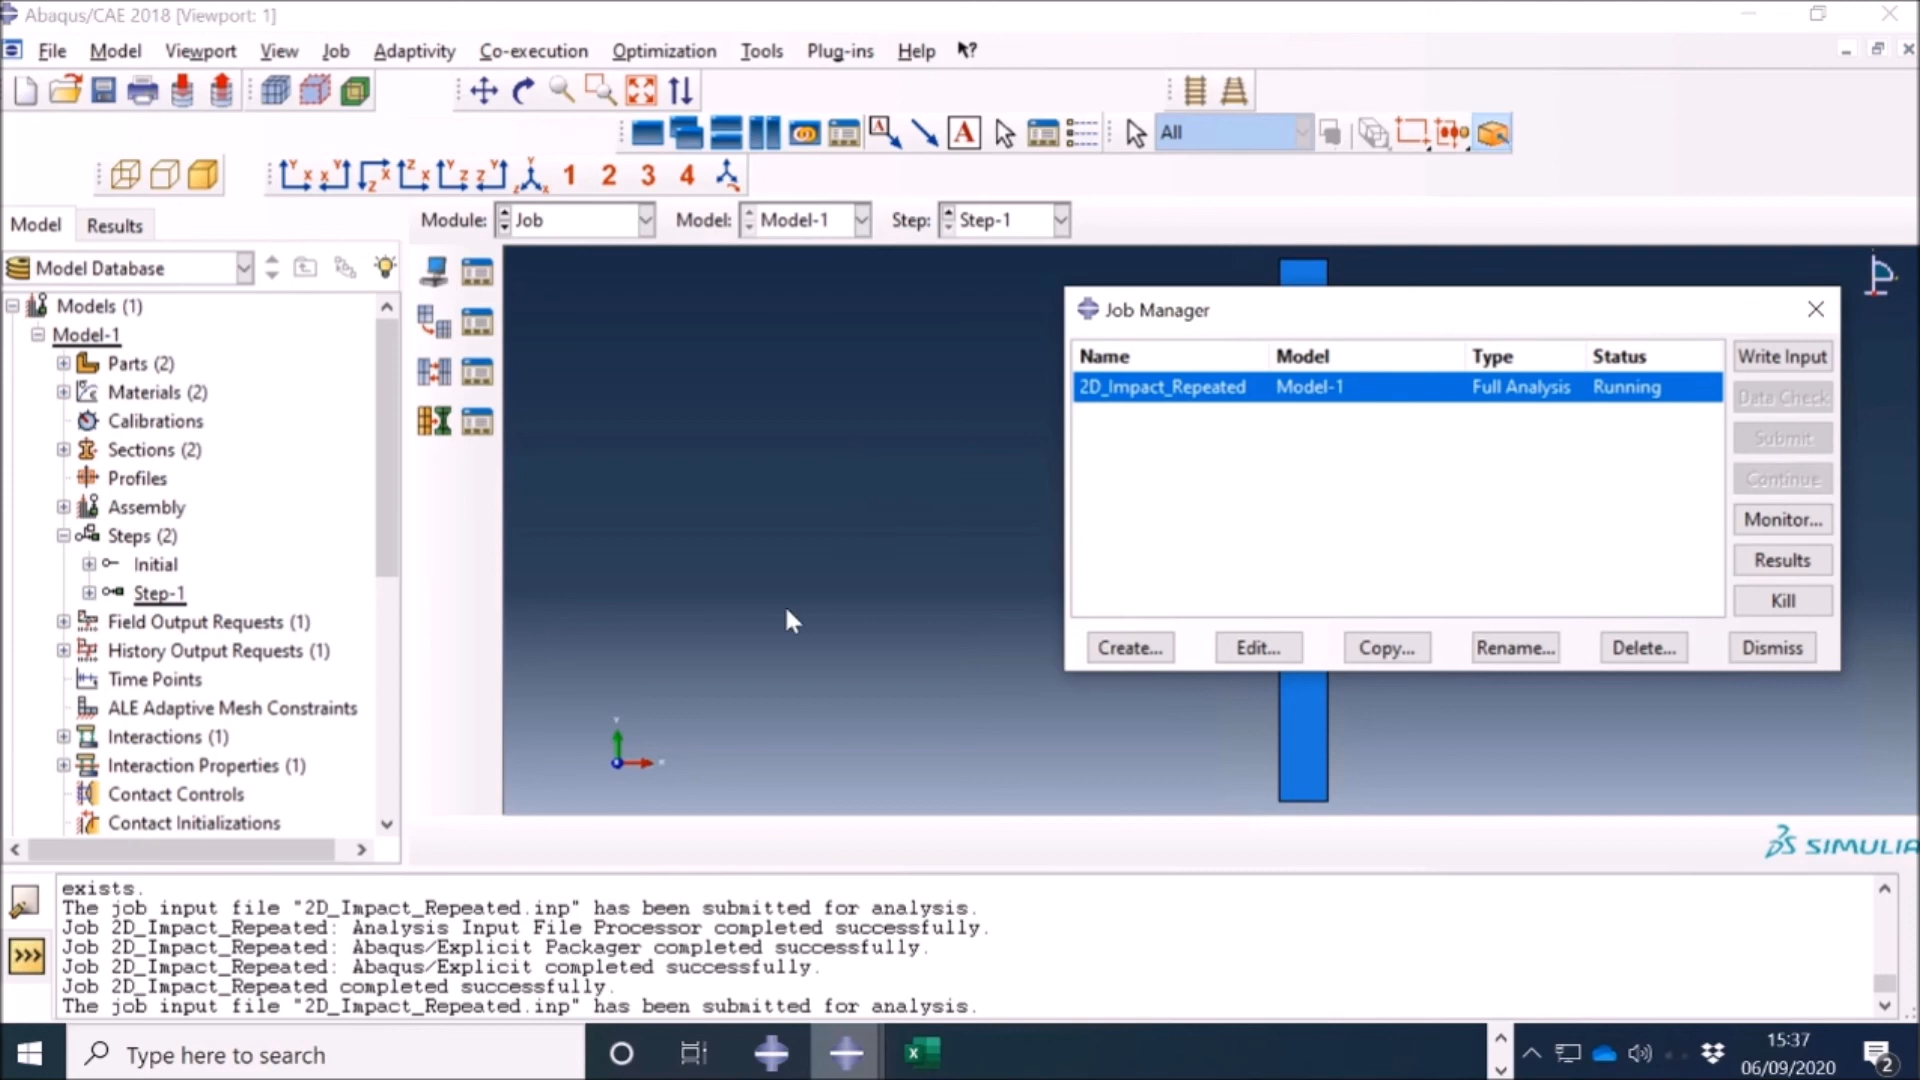 Abaqus/CAE 2018 [Viewport: 1]
File Model Viewport View Job Adaptivity Co-execution Optimization Tools Plug-ins Help
A A All
1 2 3 4
Model Results Module: Job Model: Model-1 Step: Step-1
Model Database
Models (1)
Model-1
Parts (2)
Materials (2)
Calibrations
Sections (2)
Profiles
Assembly
Steps (2)
Initial
Step-1
Field Output Requests (1)
History Output Requests (1)
Time Points
ALE Adaptive Mesh Constraints
Interactions (1)
Interaction Properties (1)
Contact Controls
Contact Initializations
Job Manager
Name Model Type Status
2D_Impact_Repeated Model-1 Full Analysis Running
Write Input
Data Check
Submit
Continue
Monitor...
Results
Kill
Create... Edit... Copy... Rename... Delete... Dismiss
Y
X
SIMULIA
exists.
The job input file "2D_Impact_Repeated.inp" has been submitted for analysis.
Job 2D_Impact_Repeated: Analysis Input File Processor completed successfully.
Job 2D_Impact_Repeated: Abaqus/Explicit Packager completed successfully.
Job 2D_Impact_Repeated: Abaqus/Explicit completed successfully.
Job 2D_Impact_Repeated completed successfully.
The job input file "2D_Impact_Repeated.inp" has been submitted for analysis.
>>>
Type here to search
15:37
06/09/2020
2